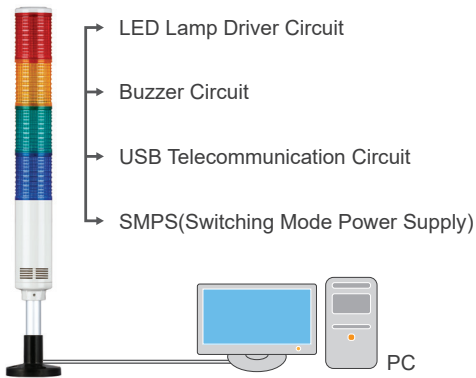 LED Lamp Driver Circuit
Buzzer Circuit
USB Telecommunication Circuit
SMPS(Switching Mode Power Supply)
PC